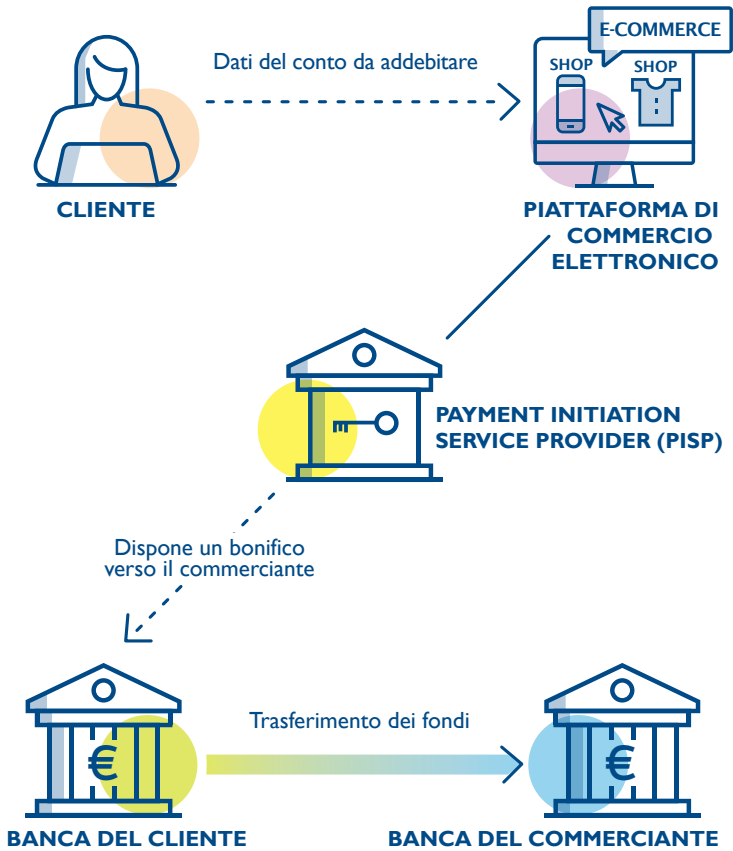 E-COMMERCE
Dati del conto da addebitare
SHOP
SHOP
CLIENTE
PIATTAFORMA DI
COMMERCIO
ELETTRONICO
PAYMENT INITIATION
SERVICE PROVIDER (PISP)
Dispone un bonifico
verso il commerciante
Trasferimento dei fondi
€
€
BANCA DEL CLIENTE
BANCA DEL COMMERCIANTE